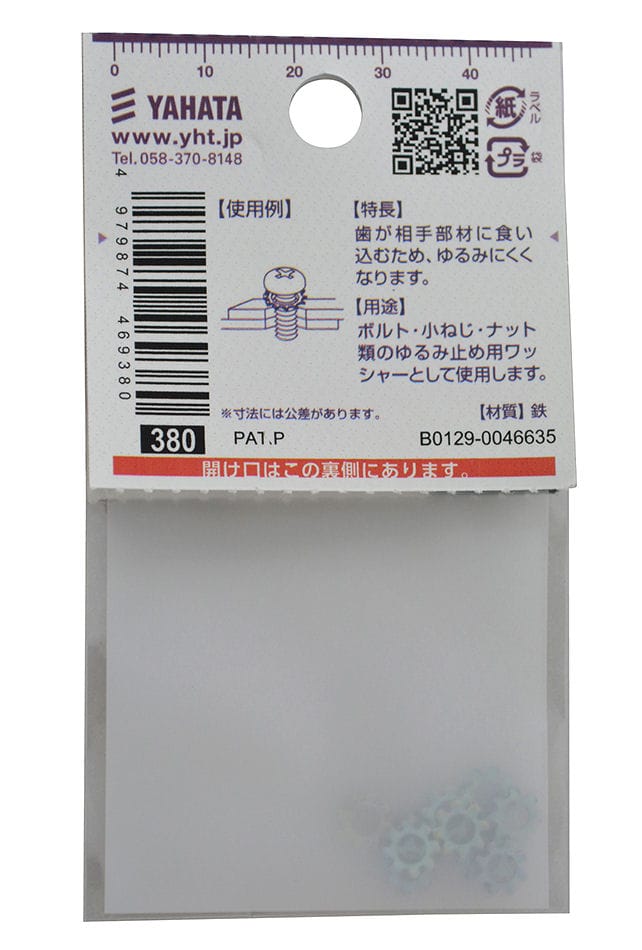 0 10 20 30 40
YAHATA
www.yht.jp
Tel.058-370-8148
紙
ラベル
プラ
袋
4 979874 469380
【使用例】
【特長】
歯が相手部材に食い
込むため、ゆるみにくく
なります。
【用途】
ボルト・小ねじ・ナット
類のゆるみ止め用ワッ
シャーとして使用します。
※寸法には公差があります。
【材質】鉄
380 PAT.P B0129-0046635
開け口はこの裏側にあります。